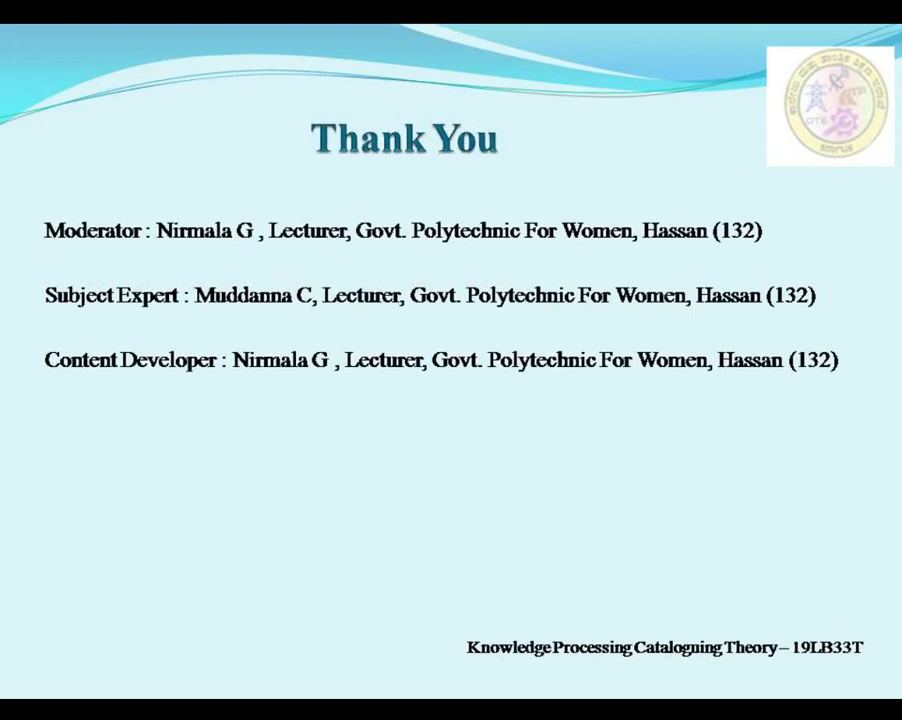 Thank You
DTE
Moderator : Nirmala G , Lecturer, Govt. Polytechnic For Women, Hassan (132)
Subject Expert : Muddanna C, Lecturer, Govt. Polytechnic For Women, Hassan (132)
Content Developer : Nirmala G , Lecturer, Govt. Polytechnic For Women, Hassan (132)
Knowledge Processing Cataloguing Theory – 19LB33T